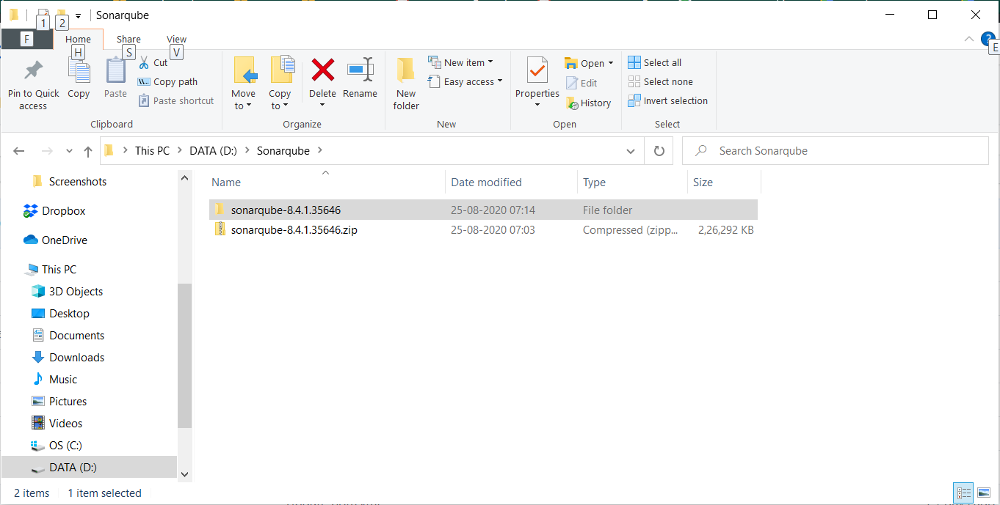 1 2 Sonarqube
F Home Share View
H S V E
?
Pin to Quick access
Copy
Paste
Cut
Copy path
Paste shortcut
Clipboard
Move to
Copy to
Delete
Rename
Organize
New folder
New item
Easy access
New
Properties
Open
Edit
History
Open
Select all
Select none
Invert selection
Select
This PC DATA (D:) Sonarqube
Search Sonarqube
Screenshots
Dropbox
OneDrive
This PC
3D Objects
Desktop
Documents
Downloads
Music
Pictures
Videos
OS (C:)
DATA (D:)
Name Date modified Type Size
sonarqube-8.4.1.35646 25-08-2020 07:14 File folder
sonarqube-8.4.1.35646.zip 25-08-2020 07:03 Compressed (zipp... 2,26,292 KB
2 items 1 item selected